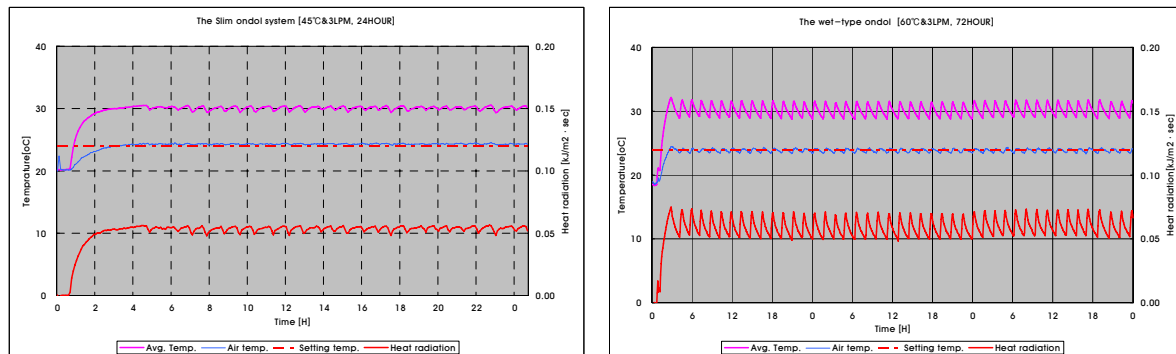 The Slim ondol system [45℃&3LPM, 24HOUR]
40
30
20
10
0
Temprature[oC]
0.20
0.15
0.10
0.05
0.00
Heat radiation [kJ/m2 · sec]
0 2 4 6 8 10 12 14 16 18 20 22 0
Time [H]
Avg. Temp. Air temp. Setting temp. Heat radiation
The wet-type ondol [60℃&3LPM, 72HOUR]
40
30
20
10
0
Temperature[oC]
0.20
0.15
0.10
0.05
0.00
Heat radiation[kJ/m2 · sec]
0 6 12 18 0 6 12 18 0 6 12 18 0
Time [H]
Avg. Temp. Air temp. Setting temp. Heat radiation